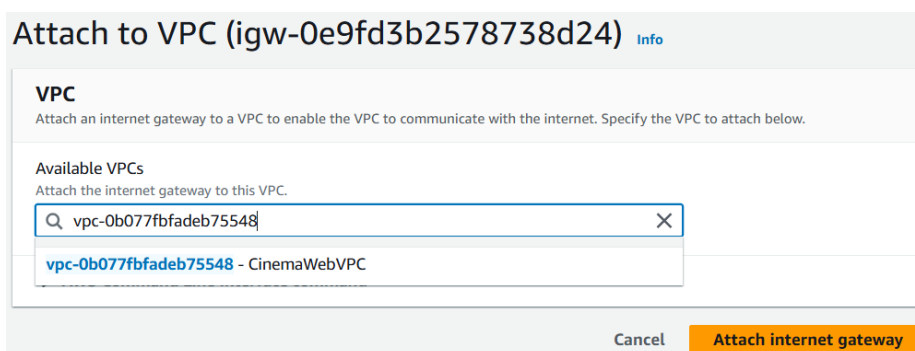 Attach to VPC (igw-0e9fd3b2578738d24) Info
VPC
Attach an internet gateway to a VPC to enable the VPC to communicate with the internet. Specify the VPC to attach below.
Available VPCs
Attach the internet gateway to this VPC.
vpc-0b077fbfadeb75548
vpc-0b077fbfadeb75548 - CinemaWebVPC
Cancel
Attach internet gateway